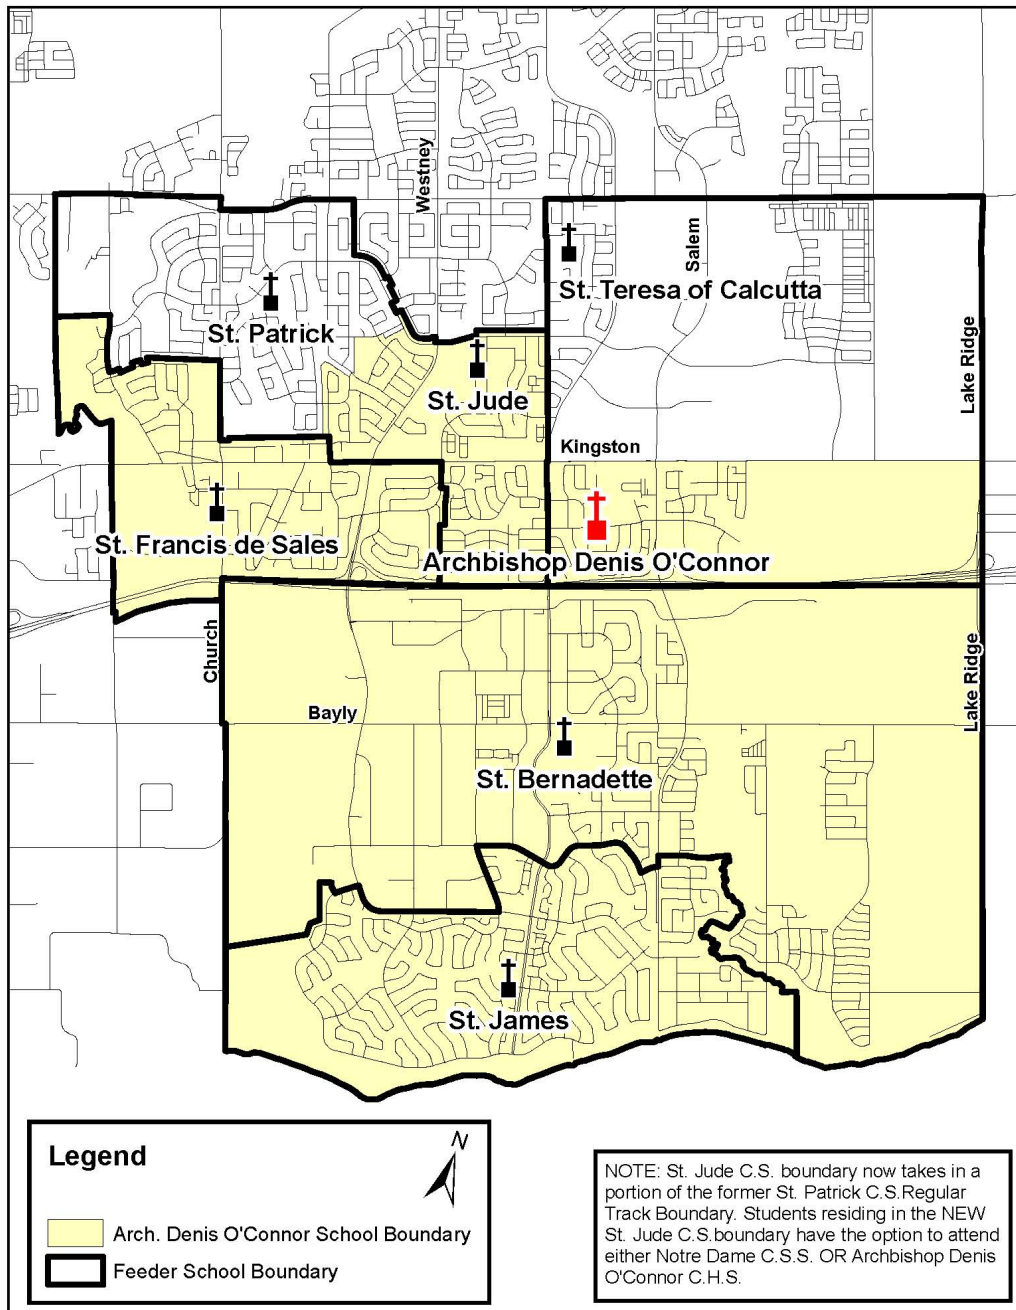 Westney
Salem
St. Teresa of Calcutta
St. Patrick
Lake Ridge
St. Jude
Kingston
St. Francis de Sales
Archbishop Denis O'Connor
Church
Lake Ridge
Bayly
St. Bernadette
St. James
Legend
N
Arch. Denis O'Connor School Boundary
Feeder School Boundary
NOTE: St. Jude C.S. boundary now takes in a
portion of the former St. Patrick C.S.Regular
Track Boundary. Students residing in the NEW
St. Jude C.S.boundary have the option to attend
either Notre Dame C.S.S. OR Archbishop Denis
O'Connor C.H.S.